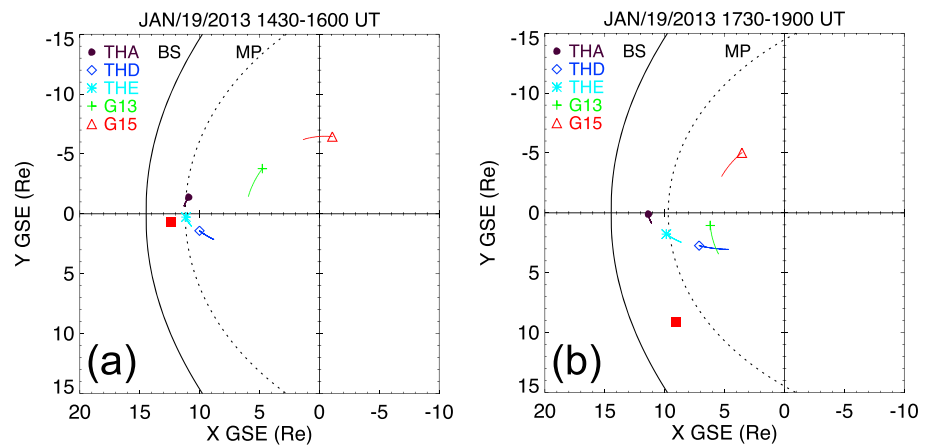 JAN/19/2013 1430-1600 UT
-15
-10
-5
0
5
10
15
Y GSE (Re)
THA
THD
THE
G13
G15
BS
MP
(a)
20
15
10
5
0
-5
-10
X GSE (Re)
JAN/19/2013 1730-1900 UT
-15
-10
-5
0
5
10
15
Y GSE (Re)
THA
THD
THE
G13
G15
BS
MP
(b)
20
15
10
5
0
-5
-10
X GSE (Re)